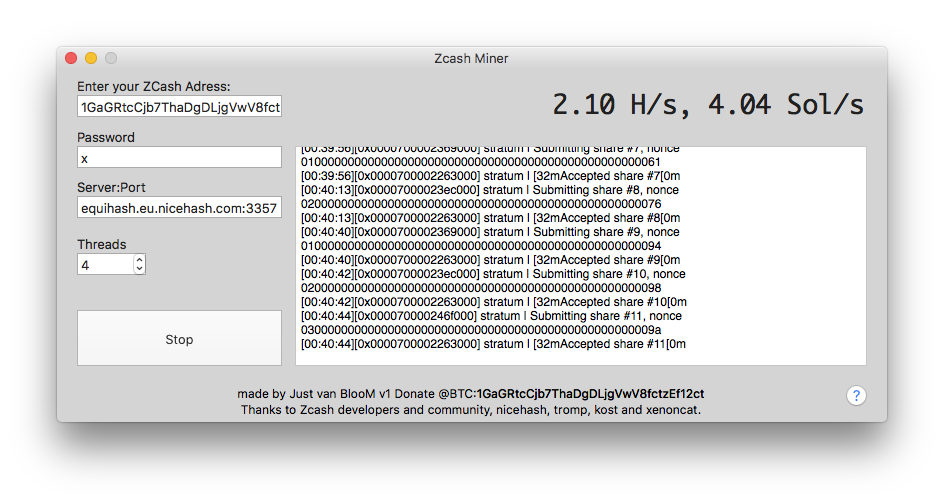 Zcash Miner
Enter your ZCash Adress:
1GaGRtcCjb7ThaDgDLjgVwV8fct
2.10 H/s, 4.04 Sol/s
Password
x
Server:Port
equihash.eu.nicehash.com:3357
Threads
4
Stop
[00:39:56][0x0000700002369000] stratum | Submitting share #7, nonce
0100000000000000000000000000000000000000000000000000061
[00:39:56][0x0000700002263000] stratum | [32mAccepted share #7[0m
[00:40:13][0x00007000023ec000] stratum | Submitting share #8, nonce
0200000000000000000000000000000000000000000000000000076
[00:40:13][0x0000700002263000] stratum | [32mAccepted share #8[0m
[00:40:40][0x0000700002369000] stratum | Submitting share #9, nonce
0100000000000000000000000000000000000000000000000000094
[00:40:40][0x0000700002263000] stratum | [32mAccepted share #9[0m
[00:40:42][0x00007000023ec000] stratum | Submitting share #10, nonce
0200000000000000000000000000000000000000000000000000098
[00:40:42][0x0000700002263000] stratum | [32mAccepted share #10[0m
[00:40:44][0x000070000246f000] stratum | Submitting share #11, nonce
030000000000000000000000000000000000000000000000000009a
[00:40:44][0x0000700002263000] stratum | [32mAccepted share #11[0m
made by Just van BlooM v1 Donate @BTC:1GaGRtcCjb7ThaDgDLjgVwV8fctzEf12ct
Thanks to Zcash developers and community, nicehash, tromp, kost and xenoncat.
?